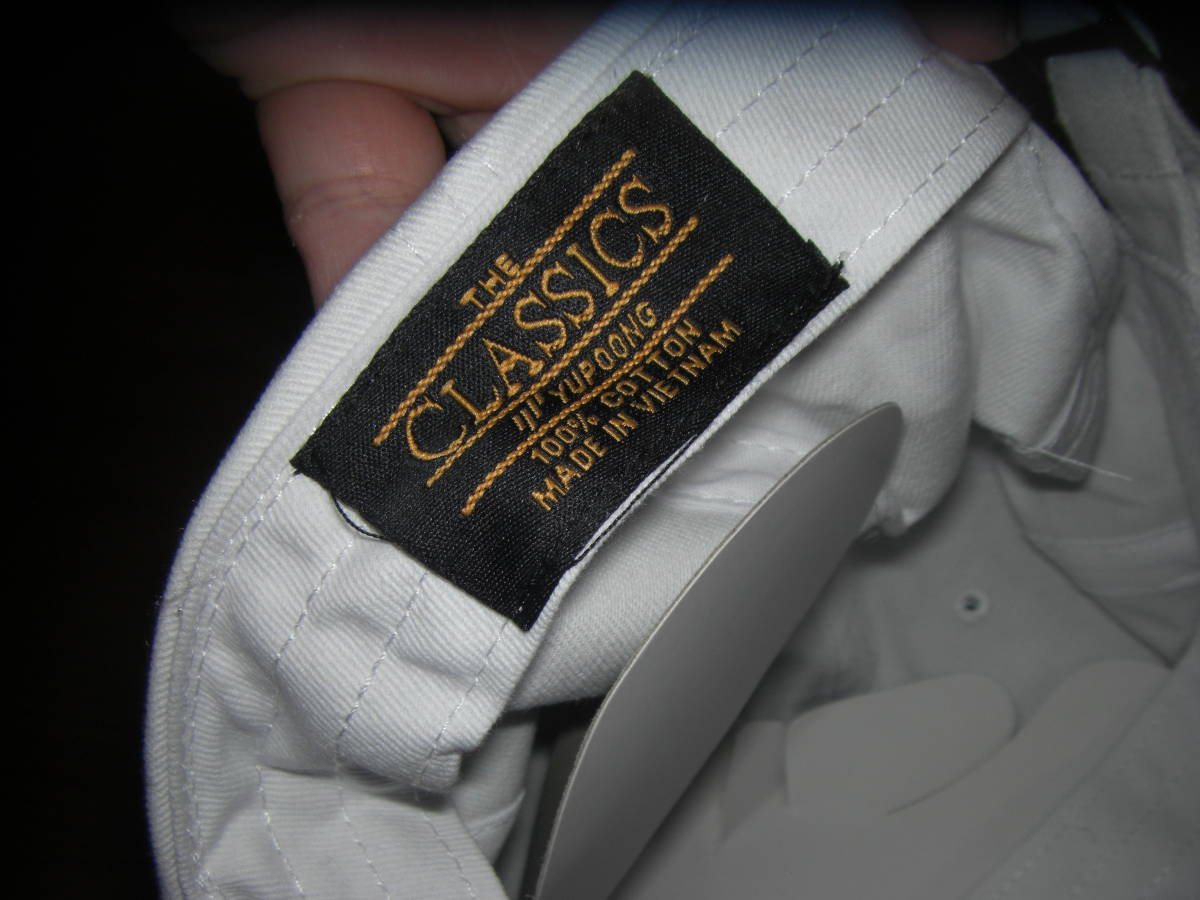 THE
CLASSICS
YUPOONG
100% COTTON
MADE IN VIETNAM